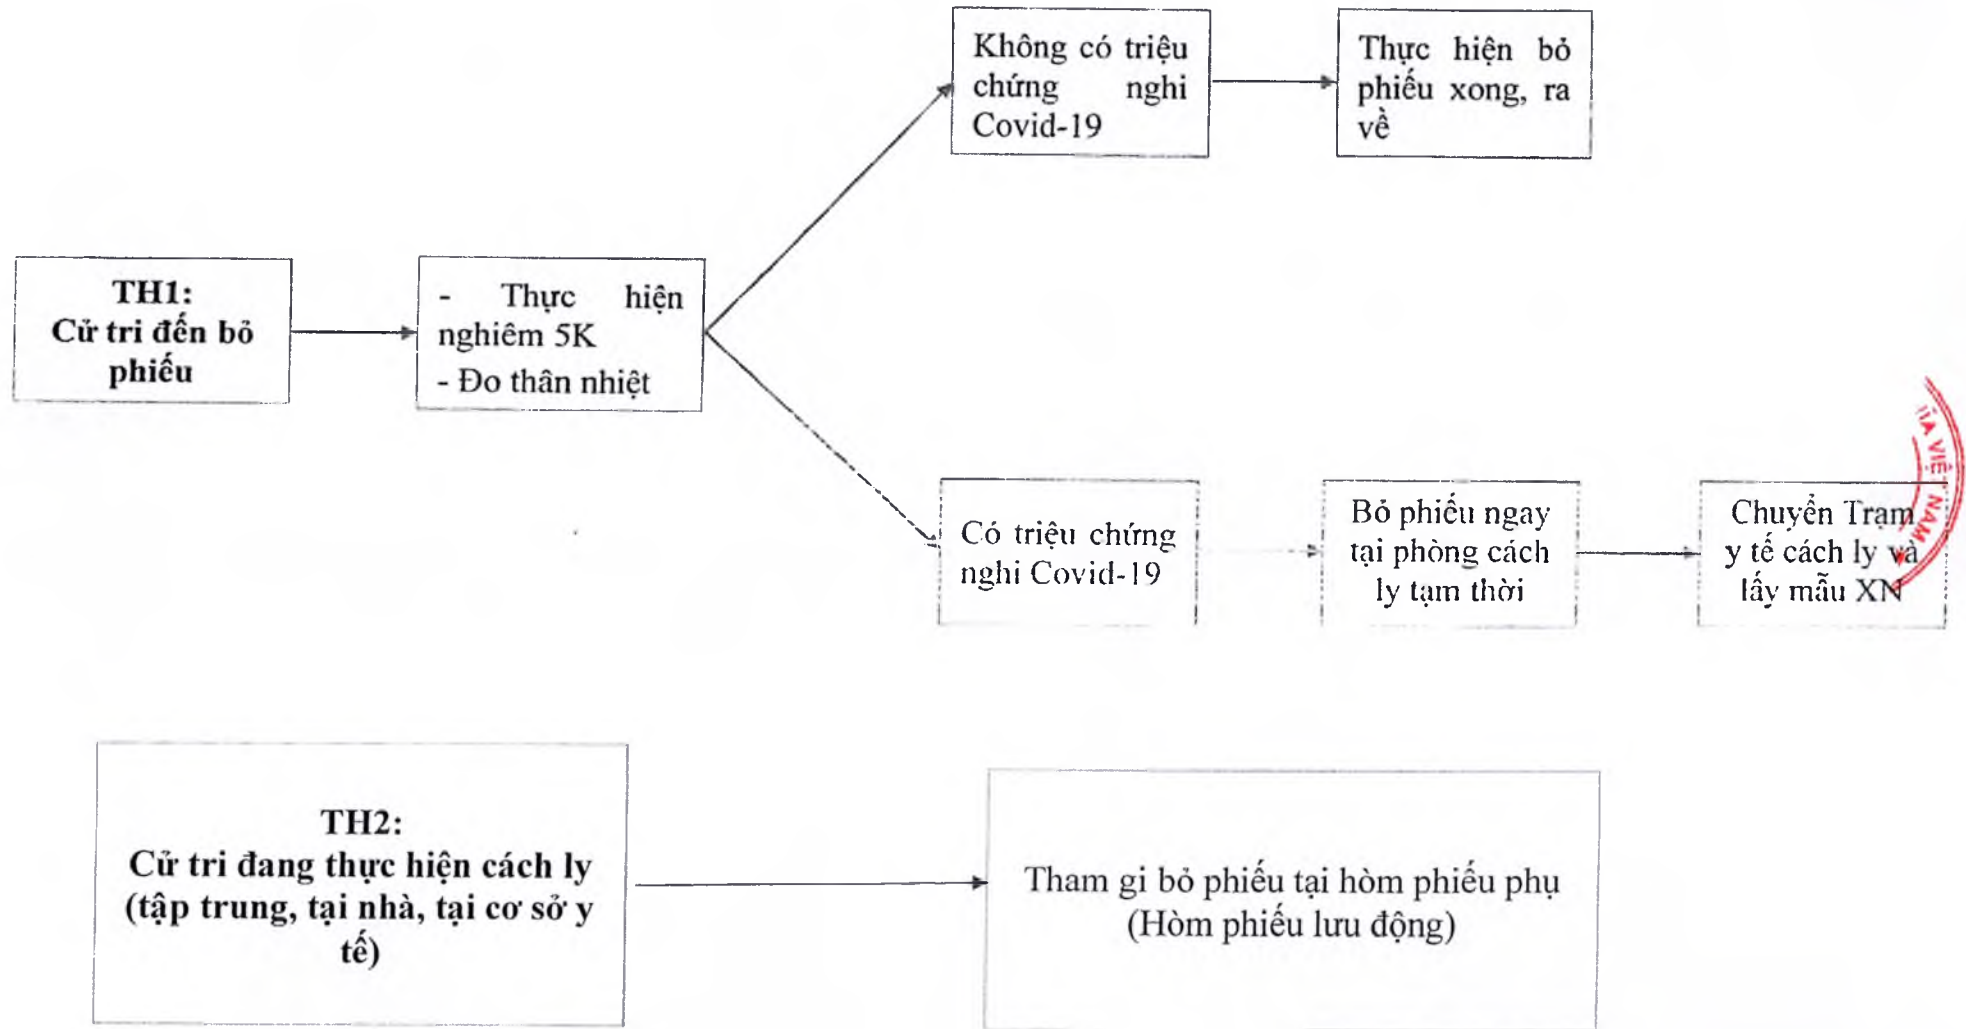 Không có triệu
chứng nghi
Covid-19
Thực hiện bỏ
phiếu xong, ra
về
TH1:
Cử tri đến bỏ
phiếu
- Thực hiện
nghiêm 5K
- Đo thân nhiệt
Có triệu chứng
nghi Covid-19
Bỏ phiếu ngay
tại phòng cách
ly tạm thời
Chuyển Trạm
y tế cách ly và
lấy mẫu XN
VIỆT NAM
TH2:
Cử tri đang thực hiện cách ly
(tập trung, tại nhà, tại cơ sở y
tế)
Tham gi bỏ phiếu tại hòm phiếu phụ
(Hòm phiếu lưu động)